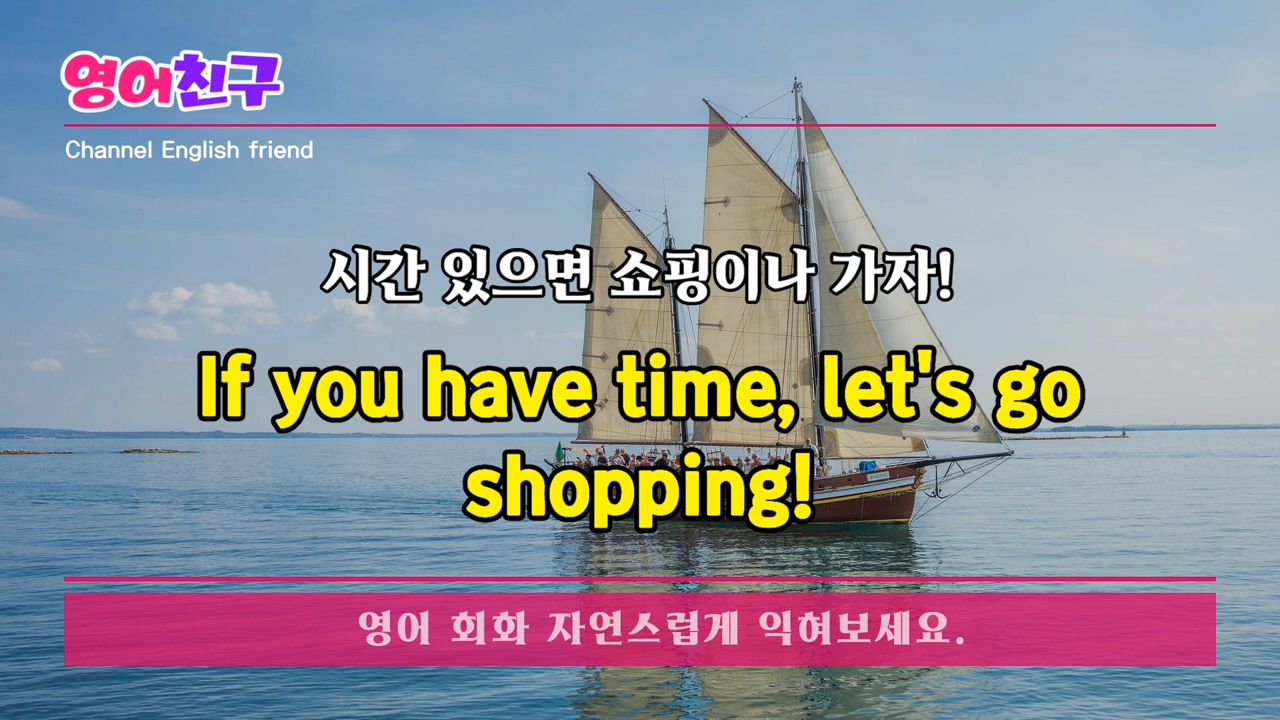 영어친구
Channel English friend
시간 있으면 쇼핑이나 가자!
If you have time, let's go
shopping!
영어 회화 자연스럽게 익혀보세요.